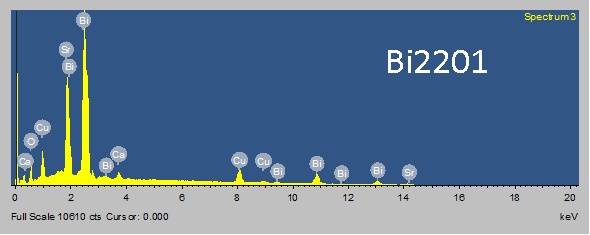 Spectrum 3
Bi
Bi2201
Sr
Bi
Cu
O
Ca
Bi
Ca
Cu
Cu
Bi
Bi
Bi
Bi
Sr
0 2 4 6 8 10 12 14 16 18 20
Full Scale 10610 cts Cursor: 0.000 keV